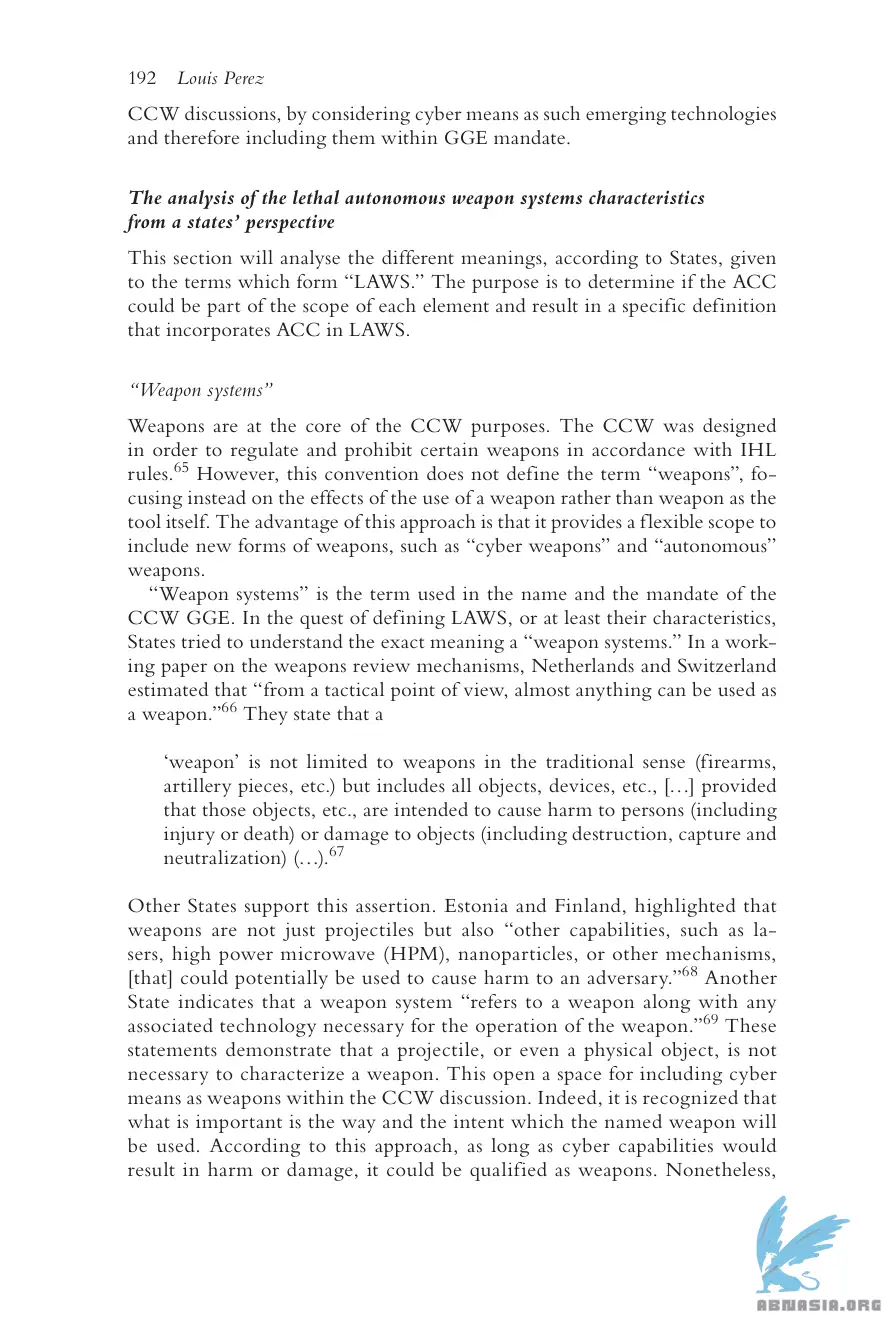 192 Louis Perez
CCW discussions, by considering cyber means as such emerging technologies
and therefore including them within GGE mandate.
The analysis of the lethal autonomous weapon systems characteristics
from a states’ perspective
This section will analyse the different meanings, according to States, given
to the terms which form “LAWS.” The purpose is to determine if the ACC
could be part of the scope of each element and result in a specific definition
that incorporates ACC in LAWS.
“Weapon systems”
Weapons are at the core of the CCW purposes. The CCW was designed
in order to regulate and prohibit certain weapons in accordance with IHL
rules.65 However, this convention does not define the term “weapons”, fo-
cusing instead on the effects of the use of a weapon rather than weapon as the
tool itself. The advantage of this approach is that it provides a flexible scope to
include new forms of weapons, such as “cyber weapons” and “autonomous”
weapons.
“Weapon systems” is the term used in the name and the mandate of the
CCW GGE. In the quest of defining LAWS, or at least their characteristics,
States tried to understand the exact meaning a “weapon systems.” In a work-
ing paper on the weapons review mechanisms, Netherlands and Switzerland
estimated that “from a tactical point of view, almost anything can be used as
a weapon.”66 They state that a
‘weapon’ is not limited to weapons in the traditional sense (firearms,
artillery pieces, etc.) but includes all objects, devices, etc., […] provided
that those objects, etc., are intended to cause harm to persons (including
injury or death) or damage to objects (including destruction, capture and
neutralization) (…).67
Other States support this assertion. Estonia and Finland, highlighted that
weapons are not just projectiles but also “other capabilities, such as la-
sers, high power microwave (HPM), nanoparticles, or other mechanisms,
[that] could potentially be used to cause harm to an adversary.”68 Another
State indicates that a weapon system “refers to a weapon along with any
associated technology necessary for the operation of the weapon.”69 These
statements demonstrate that a projectile, or even a physical object, is not
necessary to characterize a weapon. This open a space for including cyber
means as weapons within the CCW discussion. Indeed, it is recognized that
what is important is the way and the intent which the named weapon will
be used. According to this approach, as long as cyber capabilities would
result in harm or damage, it could be qualified as weapons. Nonetheless,
ABNASIA.ORG